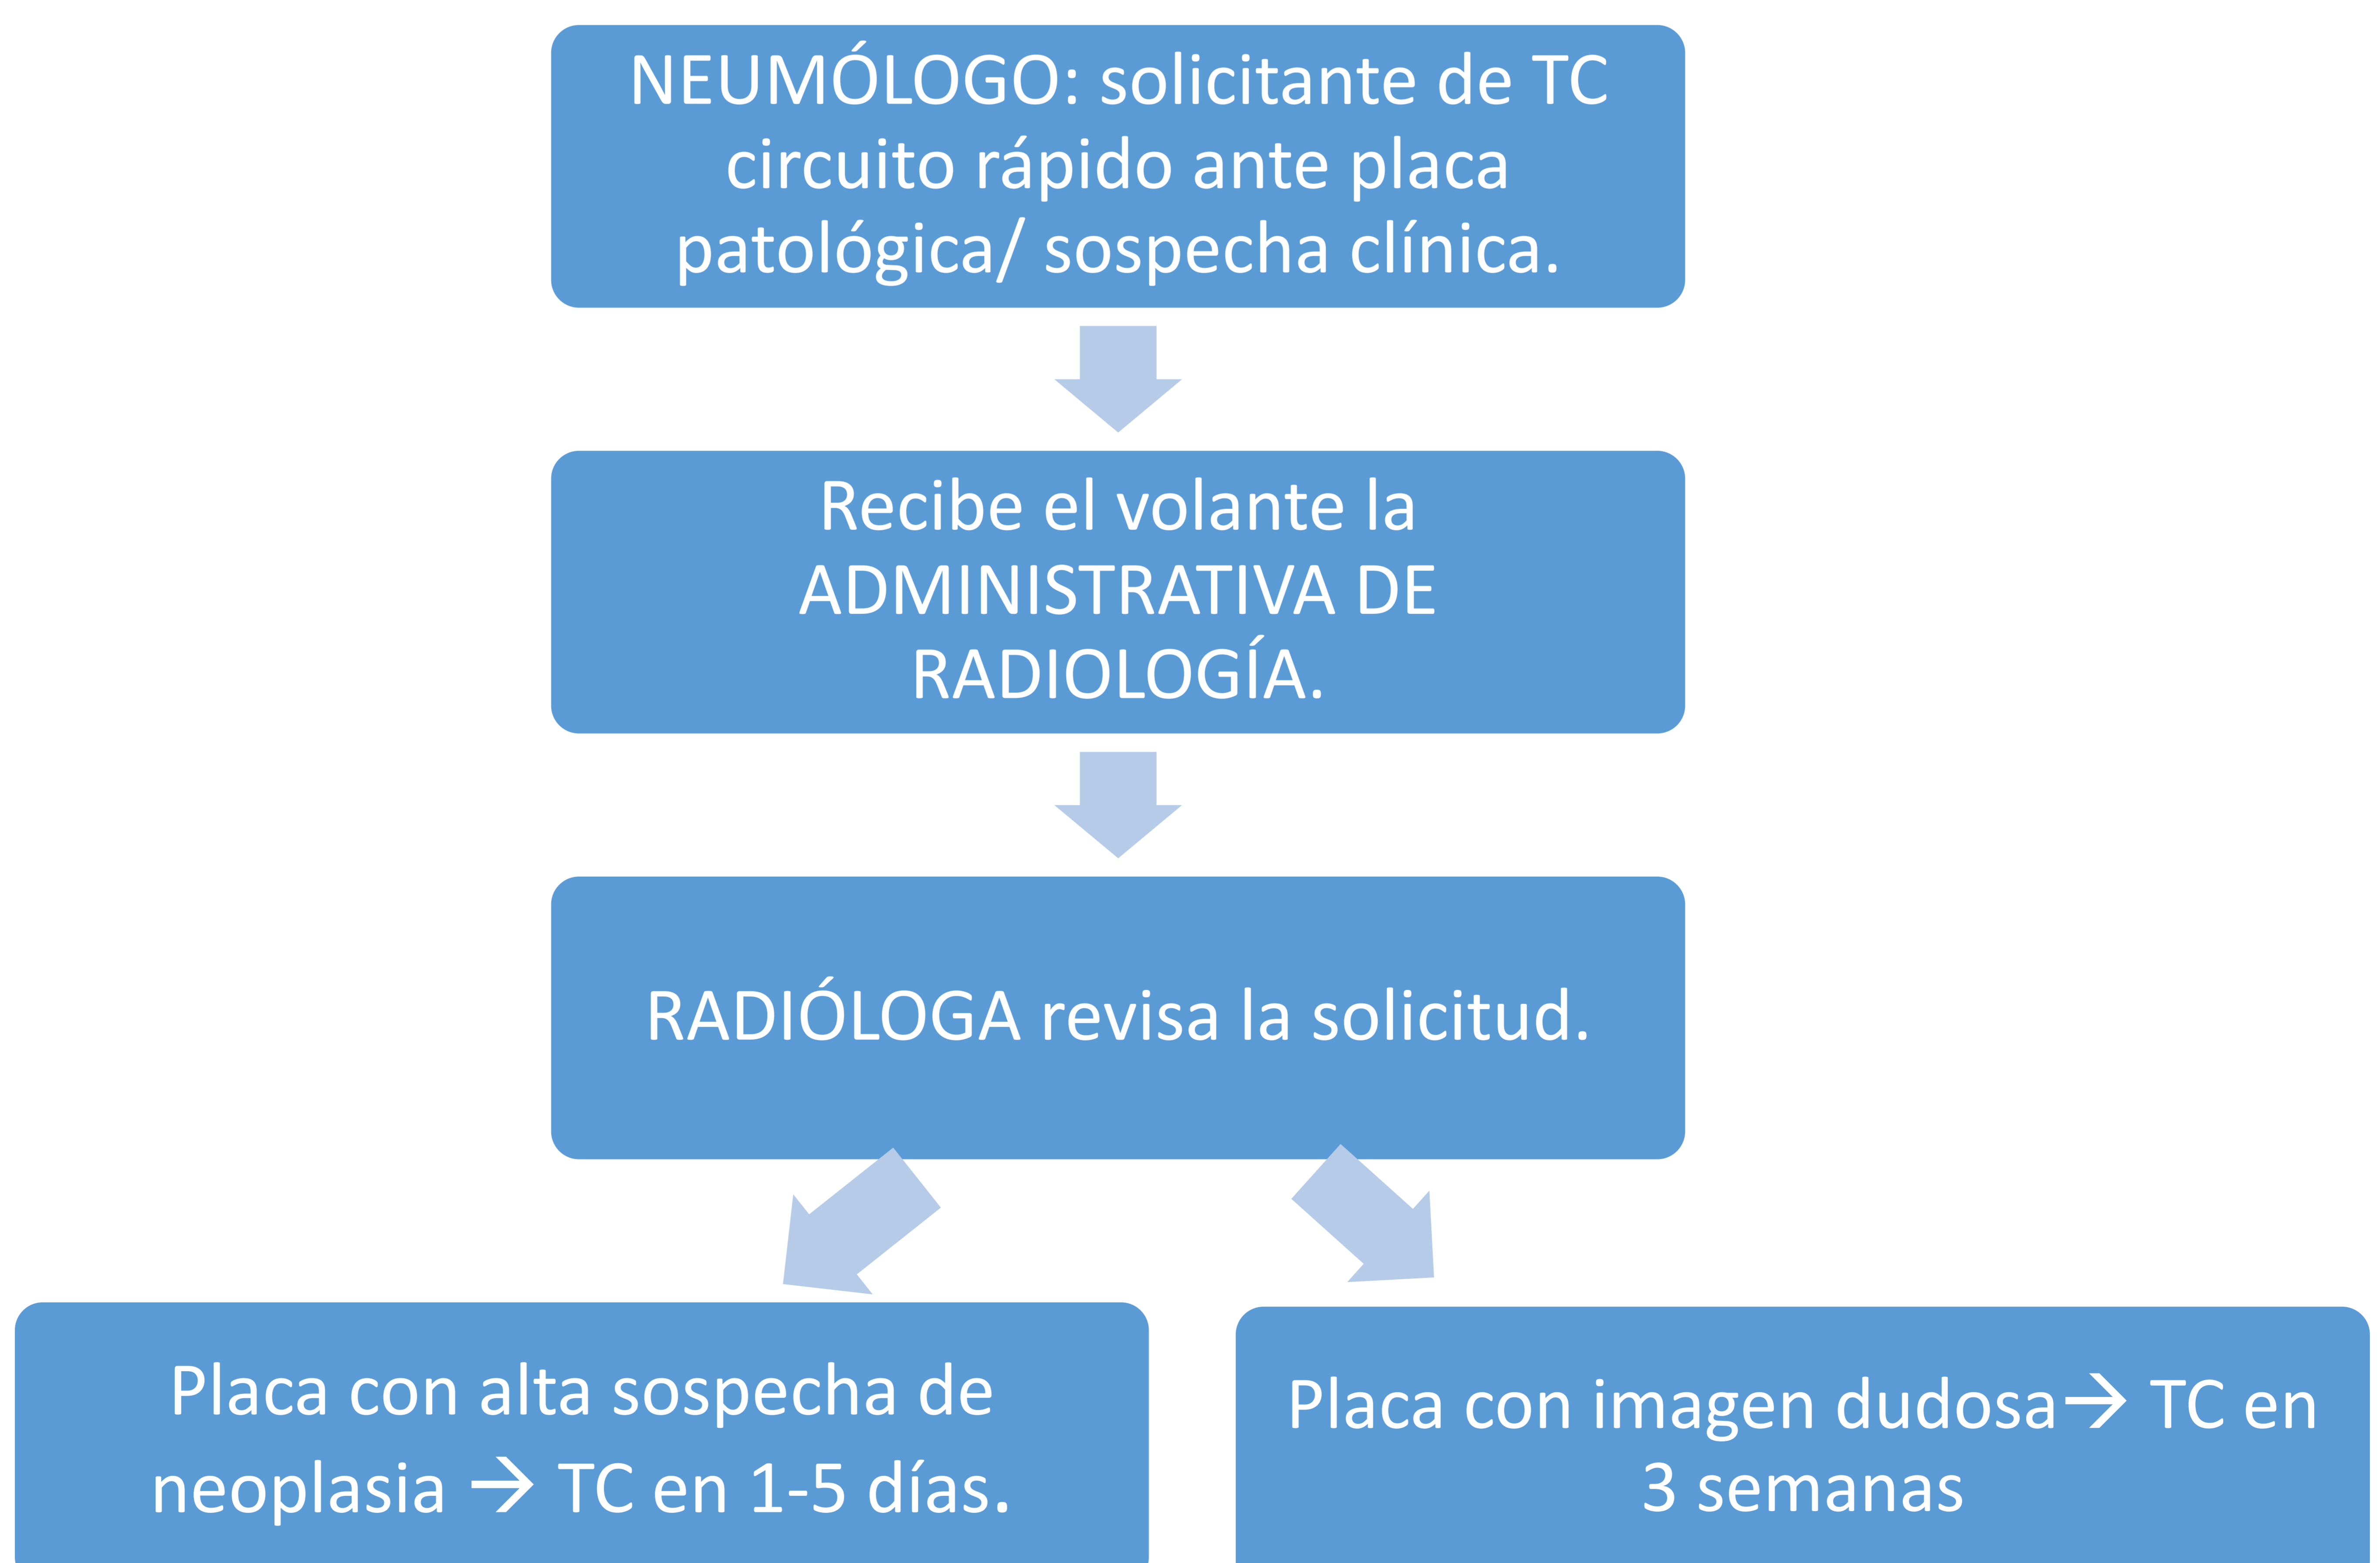 NEUMÓLOGO: solicitante de TC
circuito rápido ante placa
patológica/ sospecha clínica.
Recibe el volante la
ADMINISTRATIVA DE
RADIOLOGÍA.
RADIÓLOGA revisa la solicitud.
Placa con alta sospecha de
neoplasia → TC en 1-5 días.
Placa con imagen dudosa→ TC en
3 semanas